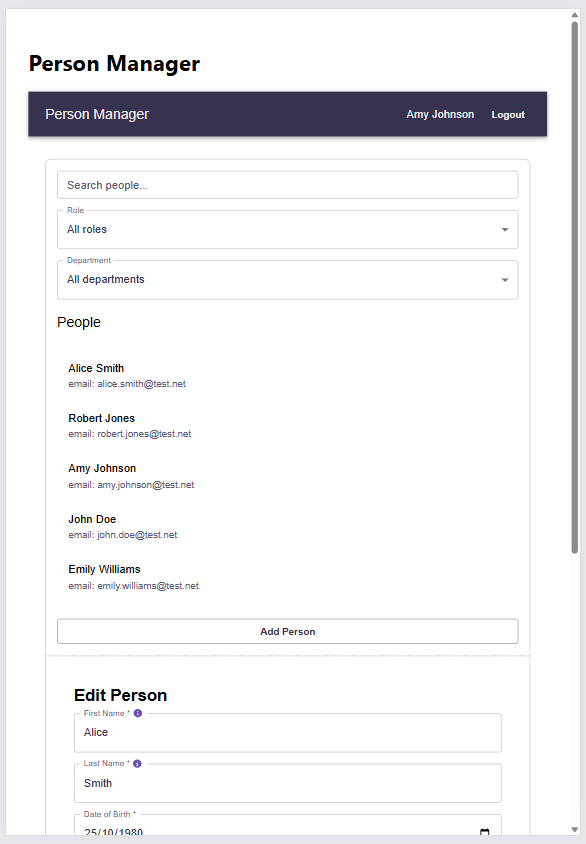 Person Manager
Person Manager Amy Johnson Logout
Search people...
Role
All roles
Department
All departments
People
Alice Smith
email: alice.smith@test.net
Robert Jones
email: robert.jones@test.net
Amy Johnson
email: amy.johnson@test.net
John Doe
email: john.doe@test.net
Emily Williams
email: emily.williams@test.net
Add Person
Edit Person
First Name *
Alice
Last Name *
Smith
Date of Birth *
25/10/1980